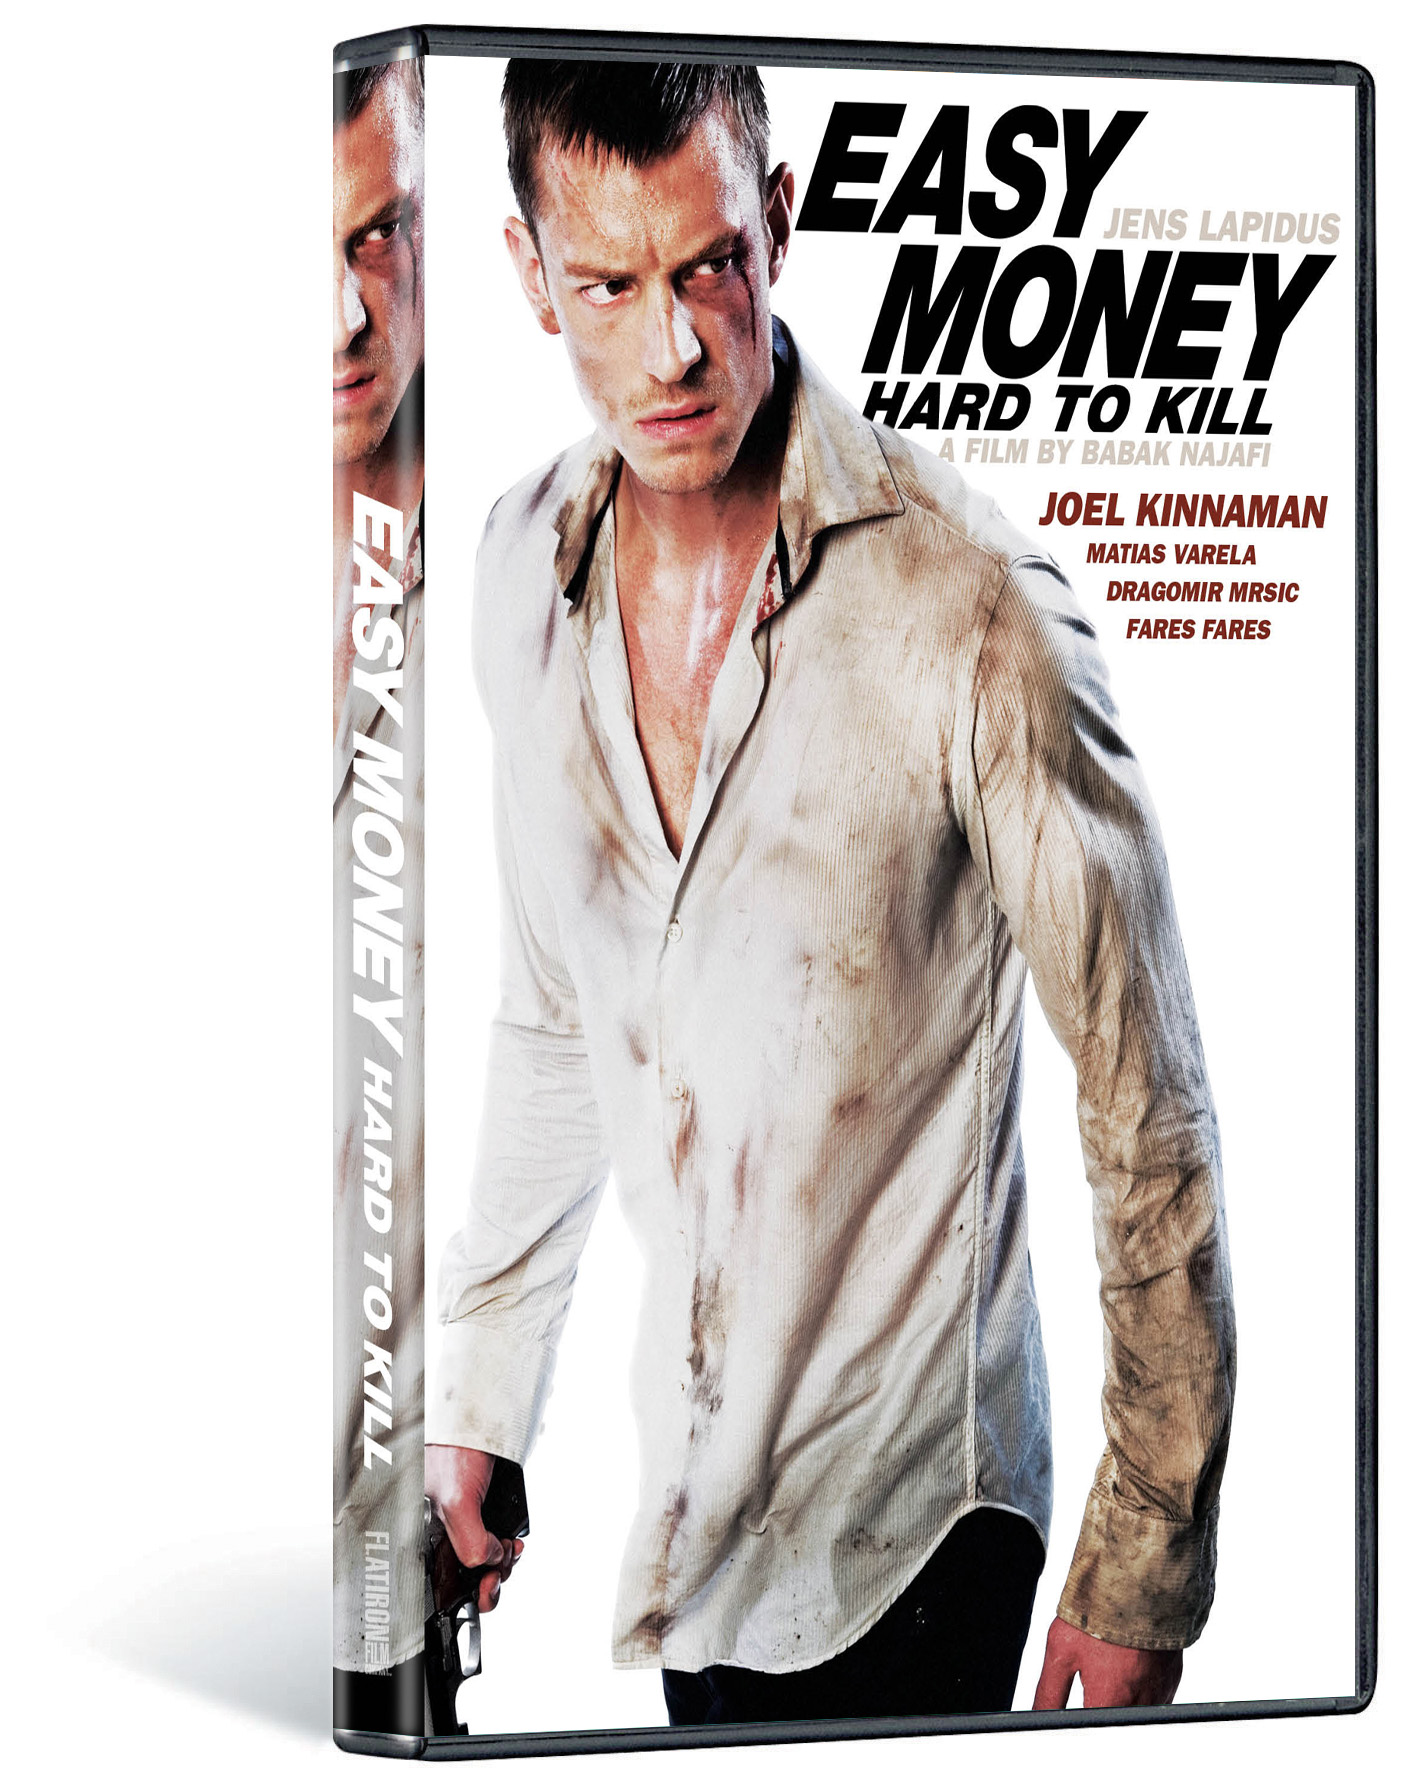 EASY
JENS LAPIDUS
MONEY
HARD TO KILL
A FILM BY BABAK NAJAFI
JOEL KINNAMAN
MATIAS VARELA
DRAGOMIR MRSIC
FARES FARES
EASY MONEY HARD TO KILL
FLATIRON
FILM